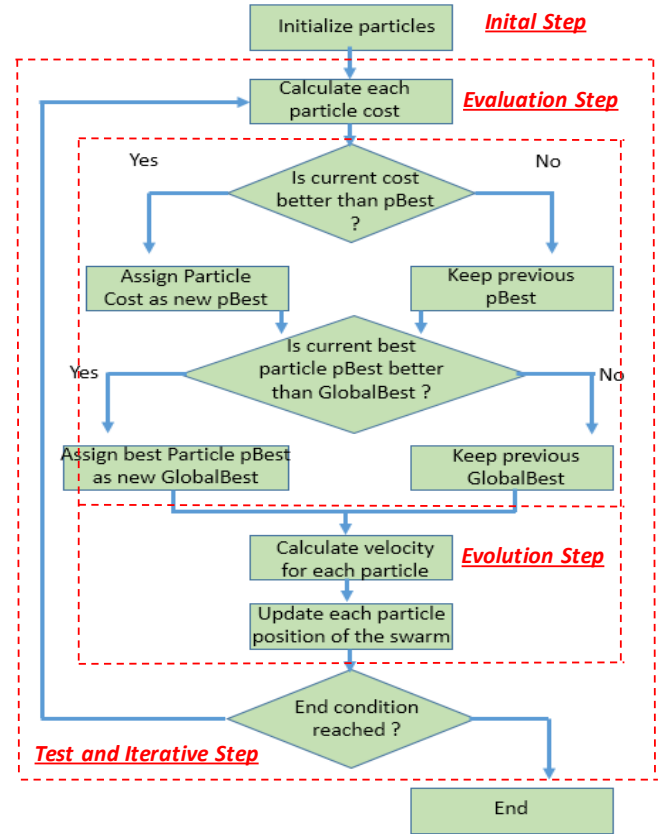 Initialize particles
Inital Step
Calculate each
particle cost
Evaluation Step
Yes
No
Is current cost
better than pBest
?
Assign Particle
Cost as new pBest
Keep previous
pBest
Is current best
particle pBest better
than GlobalBest ?
Yes
No
Assign best Particle pBest
as new GlobalBest
Keep previous
GlobalBest
Calculate velocity
for each particle
Evolution Step
Update each particle
position of the swarm
End condition
reached ?
Test and Iterative Step
End